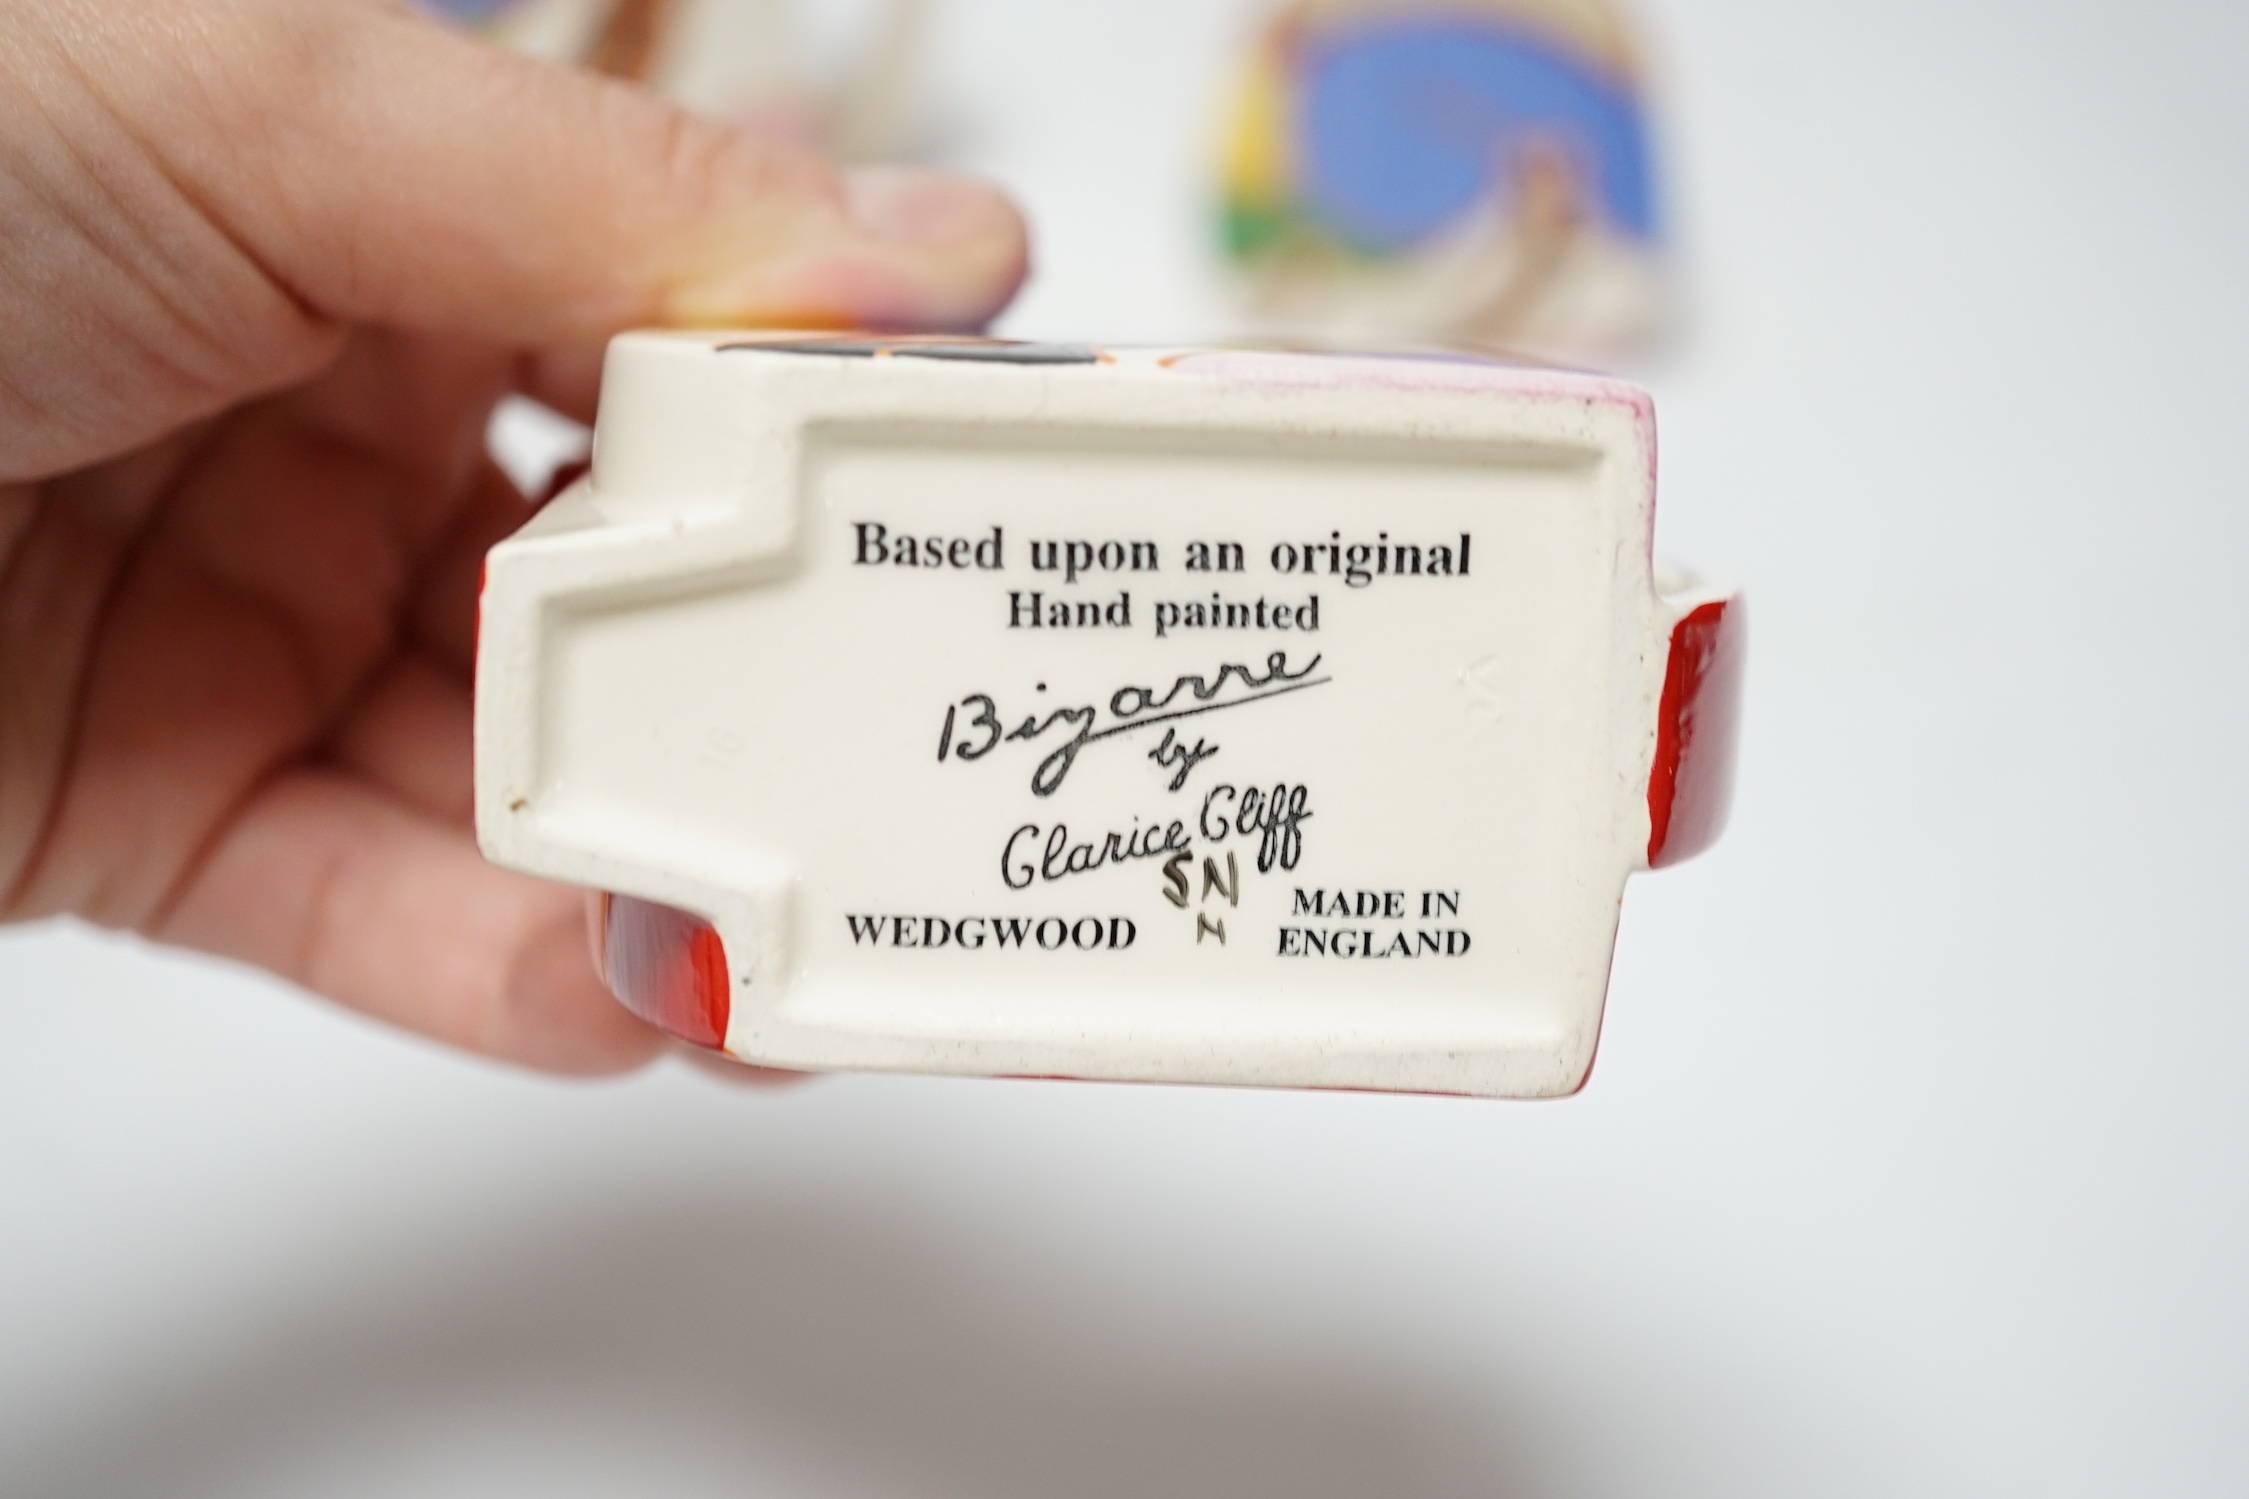 Based upon an original
Hand painted
Bizarre
by
Clarice Cliff
SN
N
WEDGWOOD
MADE IN
ENGLAND